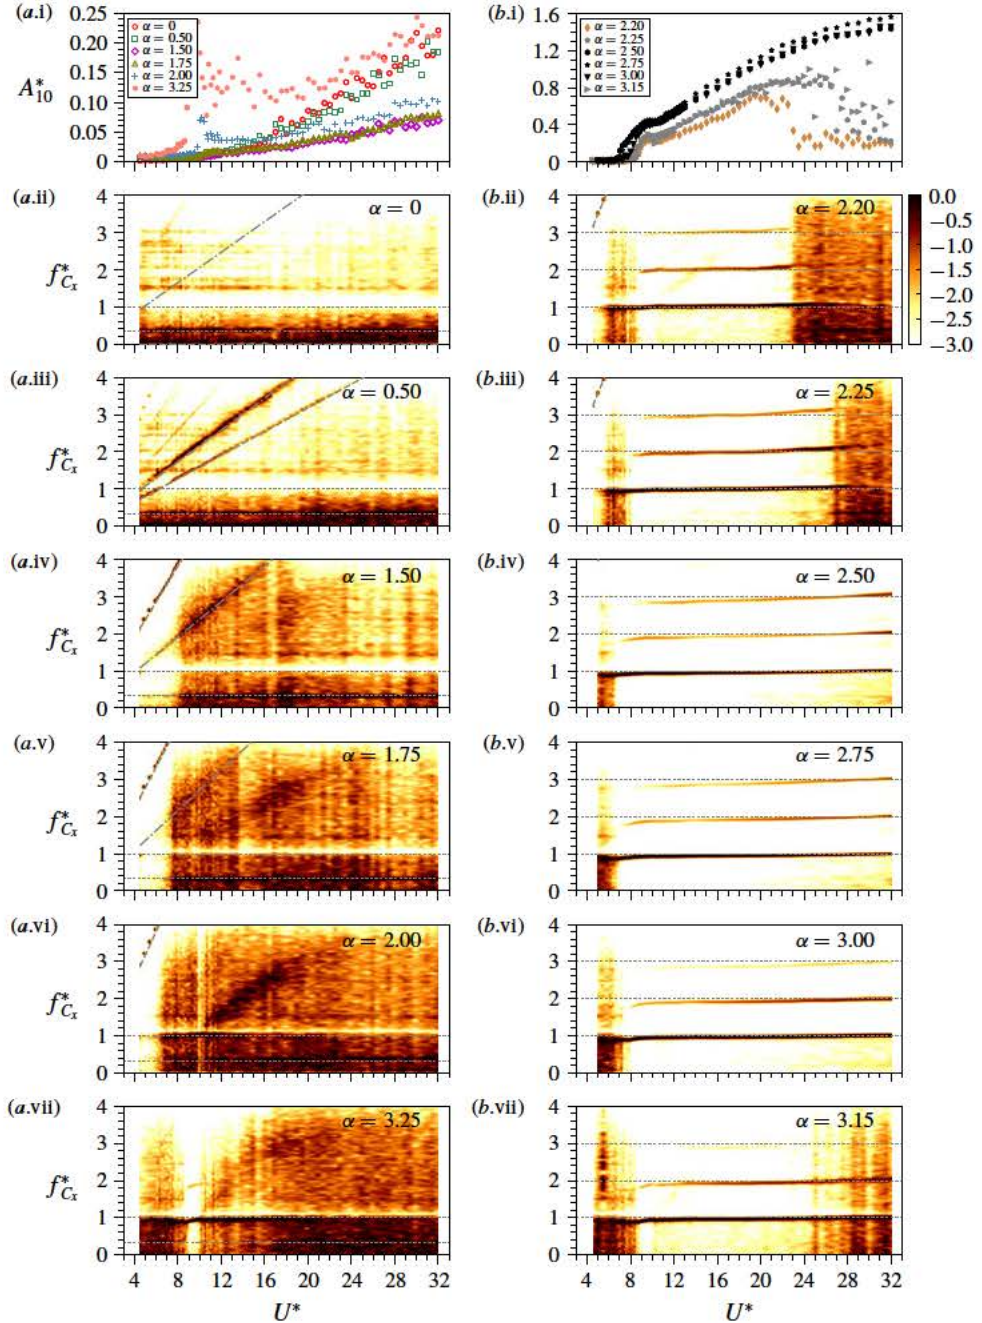 (a.i)
0.25
0.20
0.15
0.10
0.05
0
A*10
α = 0
α = 0.50
α = 1.50
α = 1.75
α = 2.00
α = 3.25
(b.i)
1.6
1.2
0.8
0.4
0
α = 2.20
α = 2.25
α = 2.50
α = 2.75
α = 3.00
α = 3.15
(a.ii)
4
3
2
1
0
f*Cx
α = 0
(b.ii)
4
3
2
1
0
α = 2.20
0.0
−0.5
−1.0
−1.5
−2.0
−2.5
−3.0
(a.iii)
4
3
2
1
0
f*Cx
α = 0.50
(b.iii)
4
3
2
1
0
α = 2.25
(a.iv)
4
3
2
1
0
f*Cx
α = 1.50
(b.iv)
4
3
2
1
0
α = 2.50
(a.v)
4
3
2
1
0
f*Cx
α = 1.75
(b.v)
4
3
2
1
0
α = 2.75
(a.vi)
4
3
2
1
0
f*Cx
α = 2.00
(b.vi)
4
3
2
1
0
α = 3.00
(a.vii)
4
3
2
1
0
f*Cx
α = 3.25
4 8 12 16 20 24 28 32
U*
(b.vii)
4
3
2
1
0
α = 3.15
4 8 12 16 20 24 28 32
U*